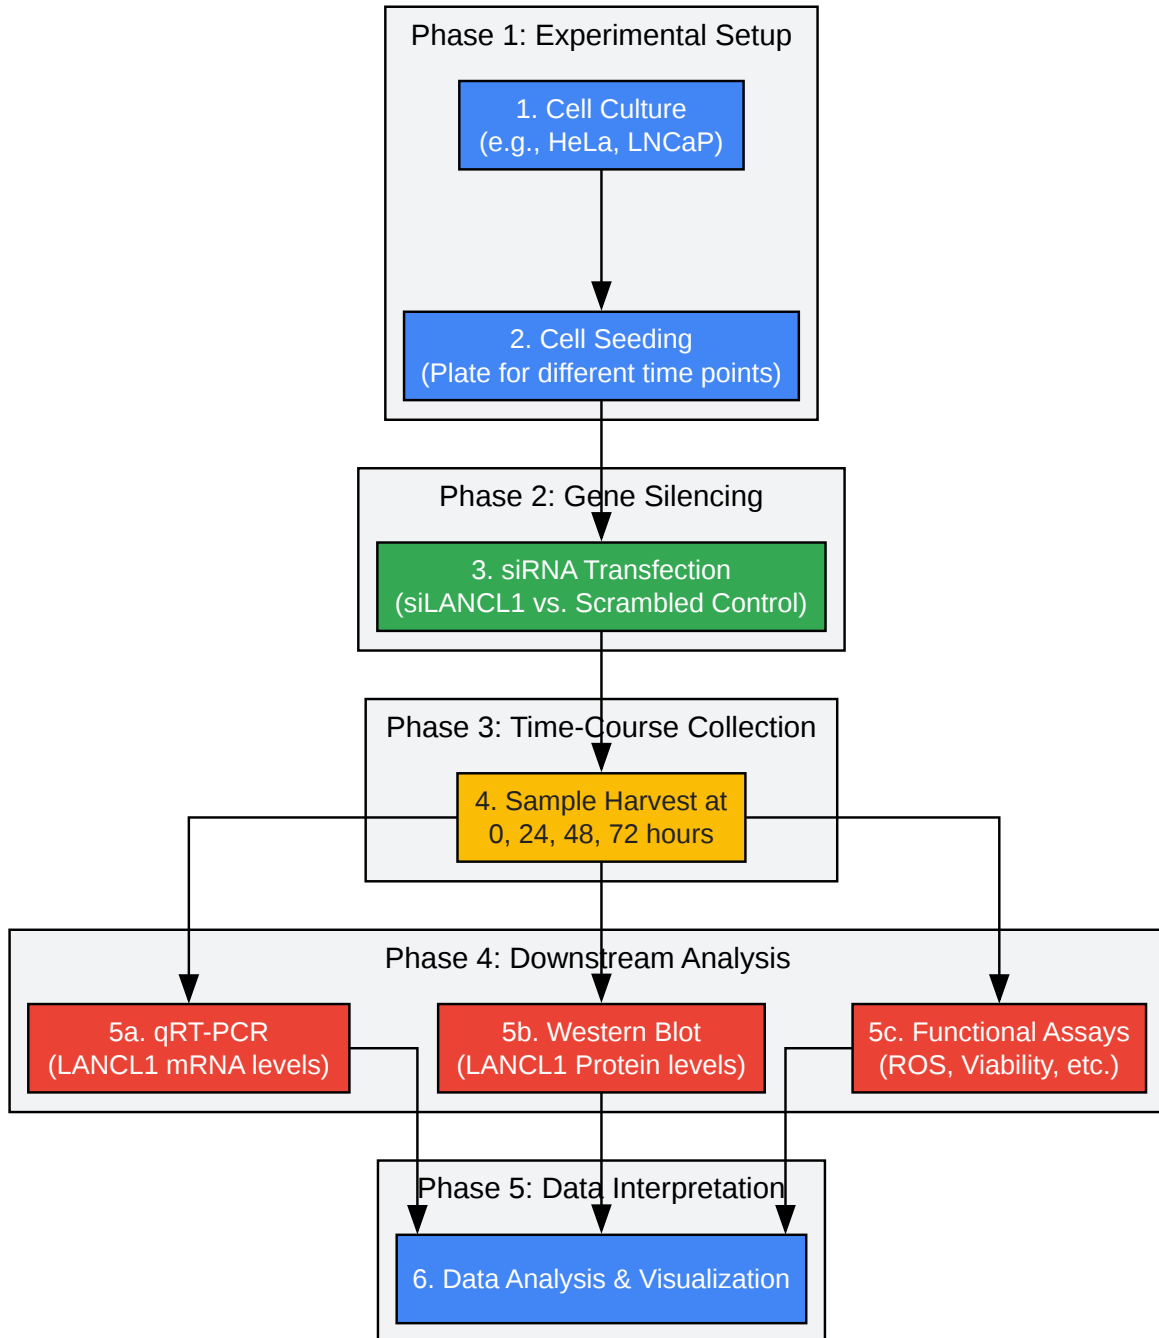 Phase 1: Experimental Setup
1. Cell Culture
(e.g., HeLa, LNCaP)
2. Cell Seeding
(Plate for different time points)
Phase 2: Gene Silencing
3. siRNA Transfection
(siLANCL1 vs. Scrambled Control)
Phase 3: Time-Course Collection
4. Sample Harvest at
0, 24, 48, 72 hours
Phase 4: Downstream Analysis
5a. qRT-PCR
(LANCL1 mRNA levels)
5b. Western Blot
(LANCL1 Protein levels)
5c. Functional Assays
(ROS, Viability, etc.)
Phase 5: Data Interpretation
6. Data Analysis & Visualization